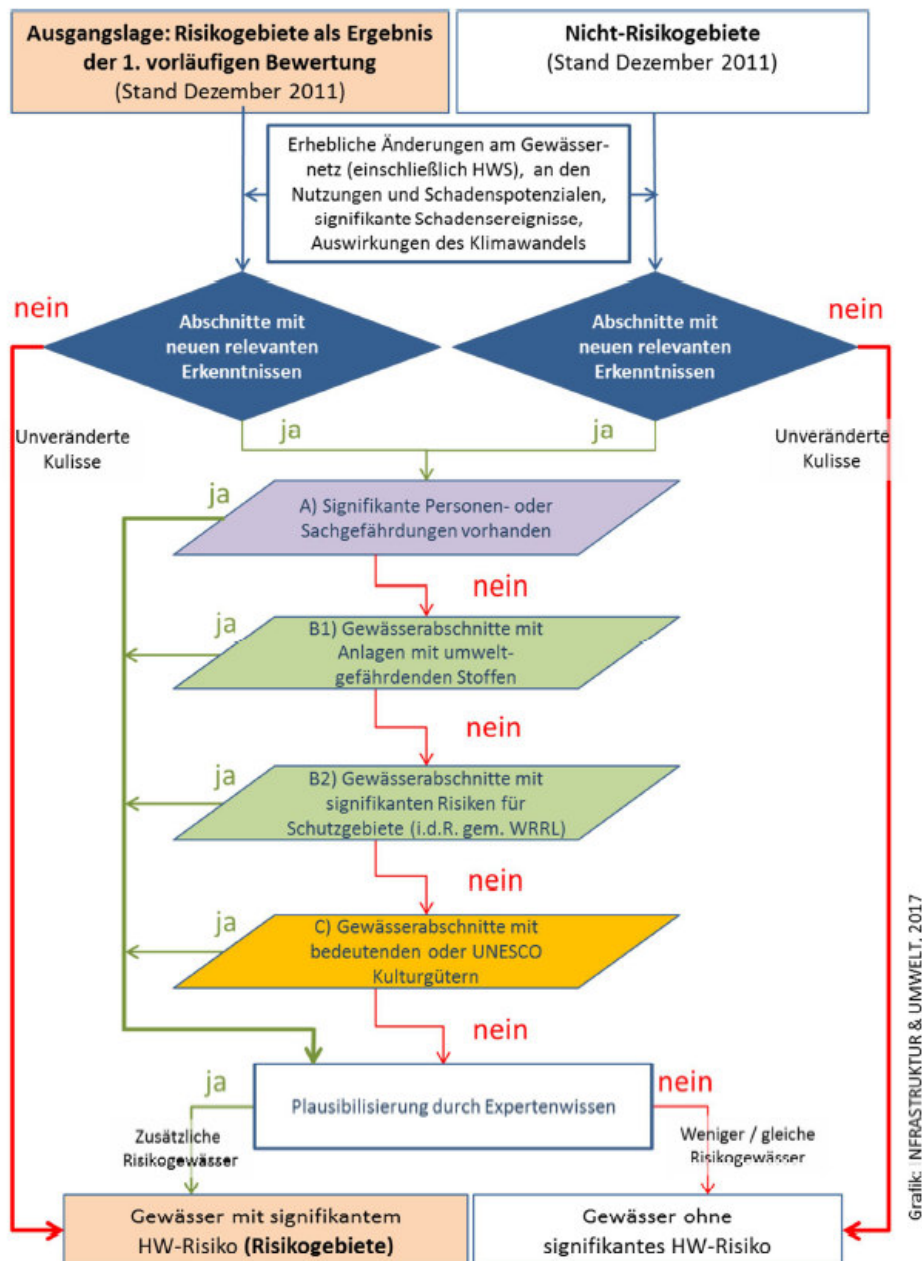 Ausgangslage: Risikogebiete als Ergebnis
der 1. vorläufigen Bewertung
(Stand Dezember 2011)
Nicht-Risikogebiete
(Stand Dezember 2011)
Erhebliche Änderungen am Gewässer-
netz (einschließlich HWS), an den
Nutzungen und Schadenspotenzialen,
signifikante Schadensereignisse,
Auswirkungen des Klimawandels
nein
Abschnitte mit
neuen relevanten
Erkenntnissen
Abschnitte mit
neuen relevanten
Erkenntnissen
nein
Unveränderte
Kulisse
ja
ja
Unveränderte
Kulisse
ja
A) Signifikante Personen- oder
Sachgefährdungen vorhanden
nein
ja
B1) Gewässerabschnitte mit
Anlagen mit umwelt-
gefährdenden Stoffen
nein
ja
B2) Gewässerabschnitte mit
signifikanten Risiken für
Schutzgebiete (i.d.R. gem. WRRL)
nein
ja
C) Gewässerabschnitte mit
bedeutenden oder UNESCO
Kulturgütern
nein
ja
Plausibilisierung durch Expertenwissen
nein
Zusätzliche
Risikogewässer
Weniger / gleiche
Risikogewässer
Gewässer mit signifikantem
HW-Risiko (Risikogebiete)
Gewässer ohne
signifikantes HW-Risiko
Grafik: INFRASTRUKTUR & UMWELT, 2017